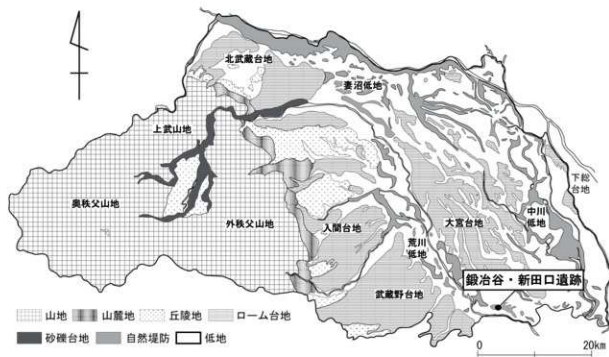 北武蔵台地
妻沼低地
上武山地
下総
台地
奥秩父山地
外秩父山地
入間台地
荒川
低地
大宮台地
中川
低地
武蔵野台地
鍛冶谷・新田口遺跡
山地
山麓地
丘陵地
ローム台地
砂礫台地
自然堤防
低地
0
20km